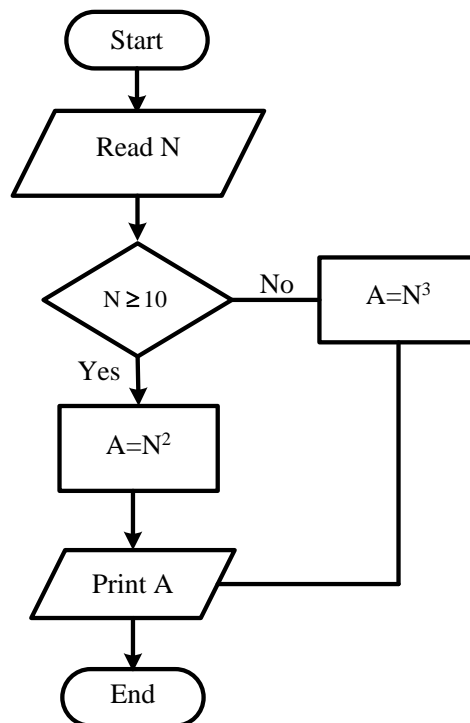 Start
Read N
N ≥ 10
No
A=N³
Yes
A=N²
Print A
End